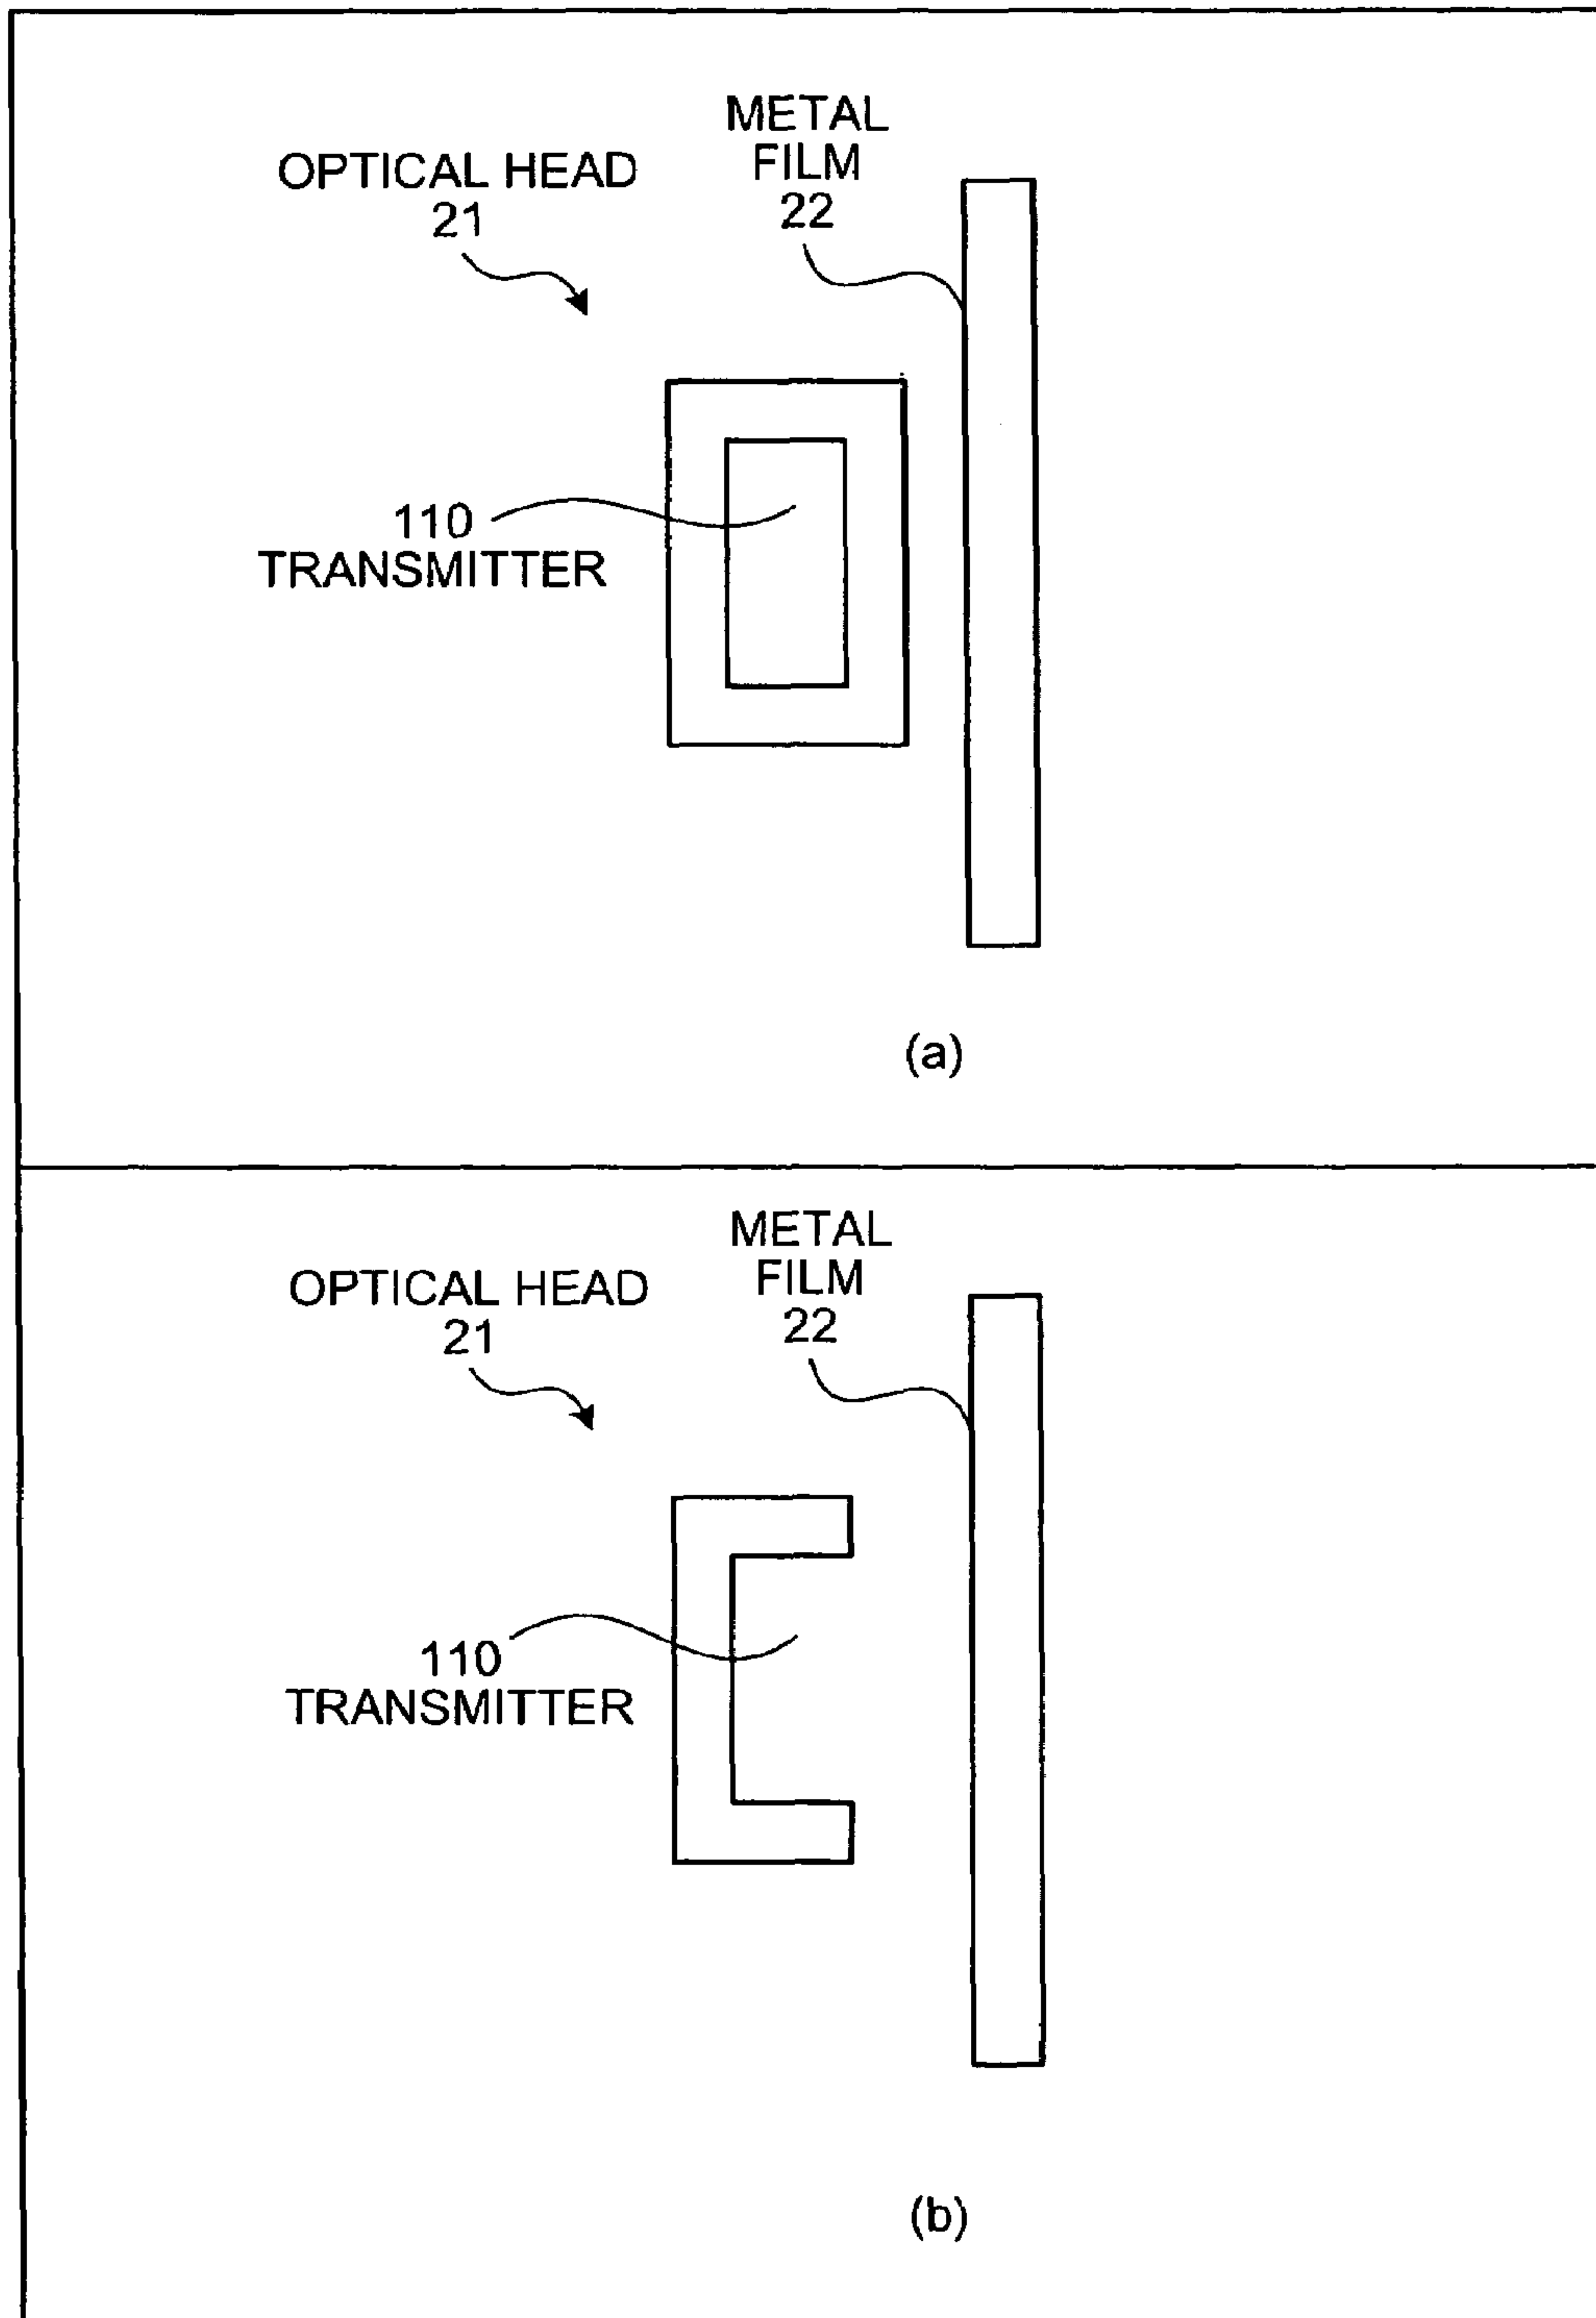 METAL
FILM
22
OPTICAL HEAD
21
110
TRANSMITTER
(a)
METAL
FILM
22
OPTICAL HEAD
21
110
TRANSMITTER
(b)